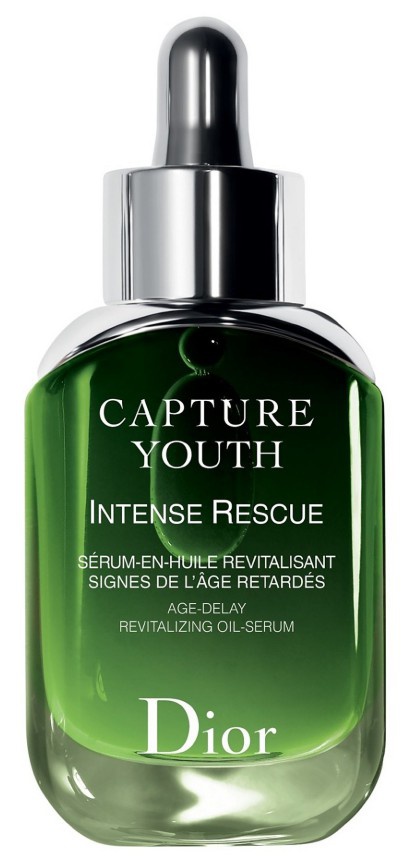 CAPTURE
YOUTH
INTENSE RESCUE
SÉRUM-EN-HUILE REVITALISANT
SIGNES DE L'ÂGE RETARDÉS
AGE-DELAY
REVITALIZING OIL-SERUM
Dior